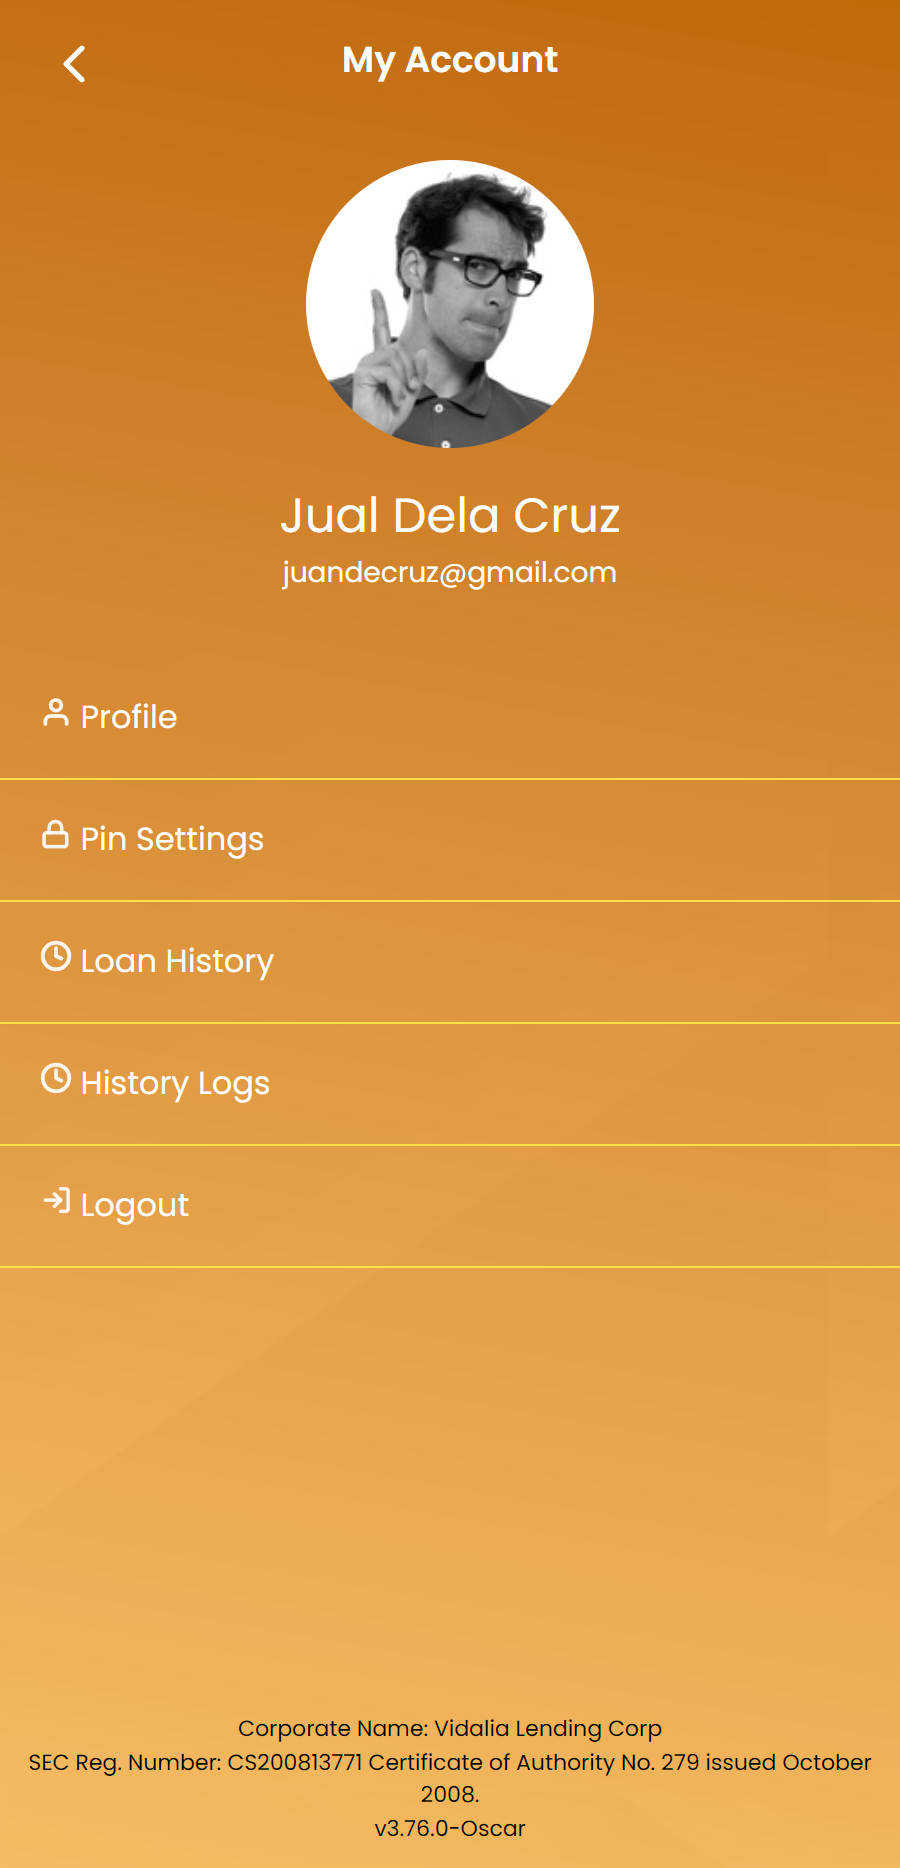 My Account
Jual Dela Cruz
juandecruz@gmail.com
Profile
Pin Settings
Loan History
History Logs
Logout
Corporate Name: Vidalia Lending Corp
SEC Reg. Number: CS200813771 Certificate of Authority No. 279 issued October
2008.
v3.76.0-Oscar